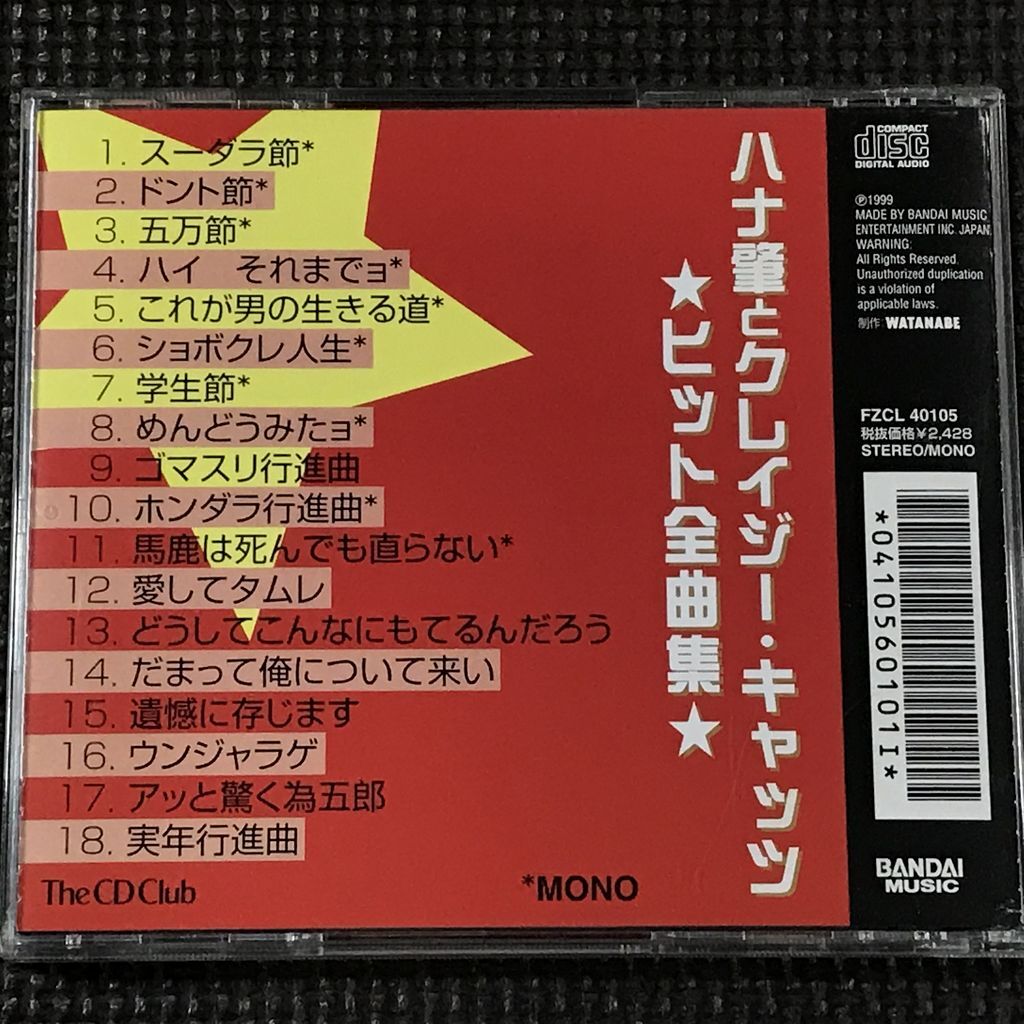 1. スーダラ節*
2. ドント節*
3. 五万節*
4. ハイ それまでョ*
5. これが男の生きる道*
6. ショボクレ人生*
7. 学生節*
8. めんどうみたョ*
9. ゴマスリ行進曲
10. ホンダラ行進曲*
11. 馬鹿は死んでも直らない*
12. 愛してタムレ
13. どうしてこんなにもてるんだろう
14. だまって俺について来い
15. 遺憾に存じます
16. ウンジャラゲ
17. アッと驚く為五郎
18. 実年行進曲
The CD Club
*MONO
ハナ肇とクレイジー・キャッツ
★ヒット全曲集★
COMPACT
disc
DIGITAL AUDIO
℗1999
MADE BY BANDAI MUSIC
ENTERTAINMENT INC. JAPAN.
WARNING:
All Rights Reserved.
Unauthorized duplication
is a violation of
applicable laws.
制作 WATANABE
FZCL 40105
税抜価格¥2,428
STEREO/MONO
*0410560101I*
BANDAI
MUSIC